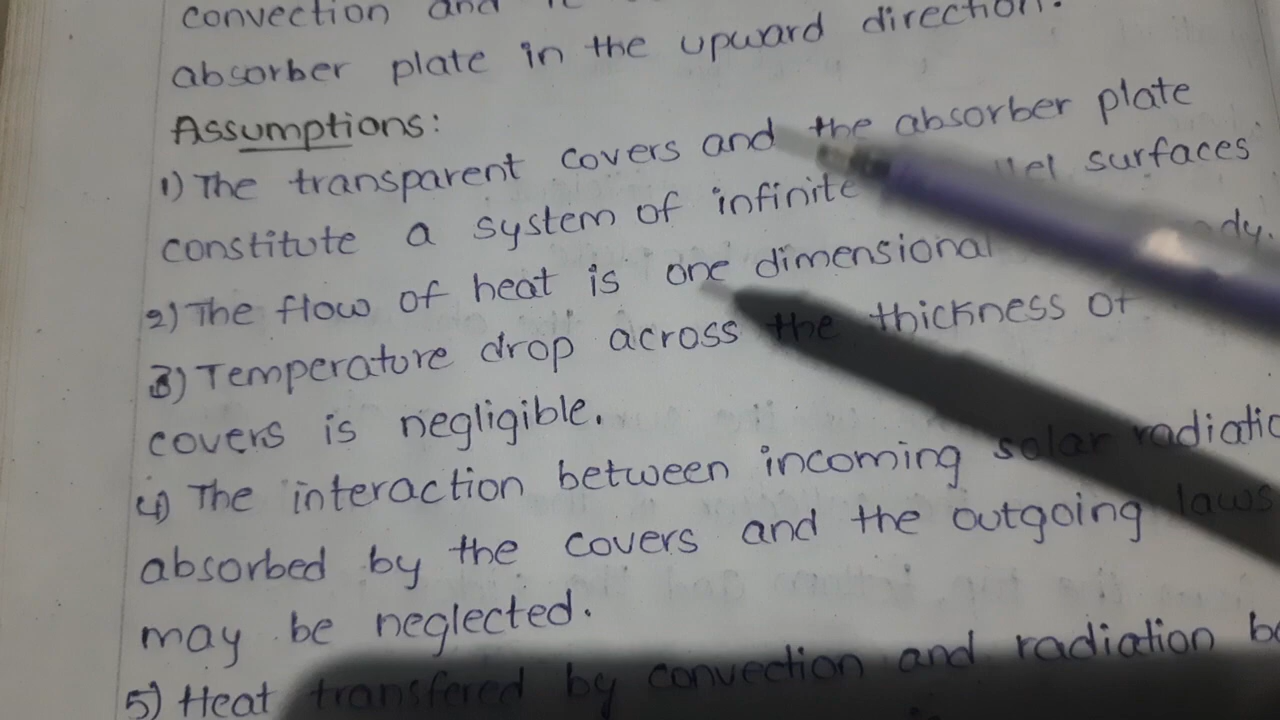 convection and
absorber plate in the upward direction.
Assumptions:
1) The transparent covers and the absorber plate
constitute a system of infinite surfaces
2) The flow of heat is one dimensional
3) Temperature drop across the thickness of
covers is negligible.
4) The interaction between incoming solar
absorbed by the covers and the outgoing laws
may be neglected.
5) Heat transfered by convection and radiation